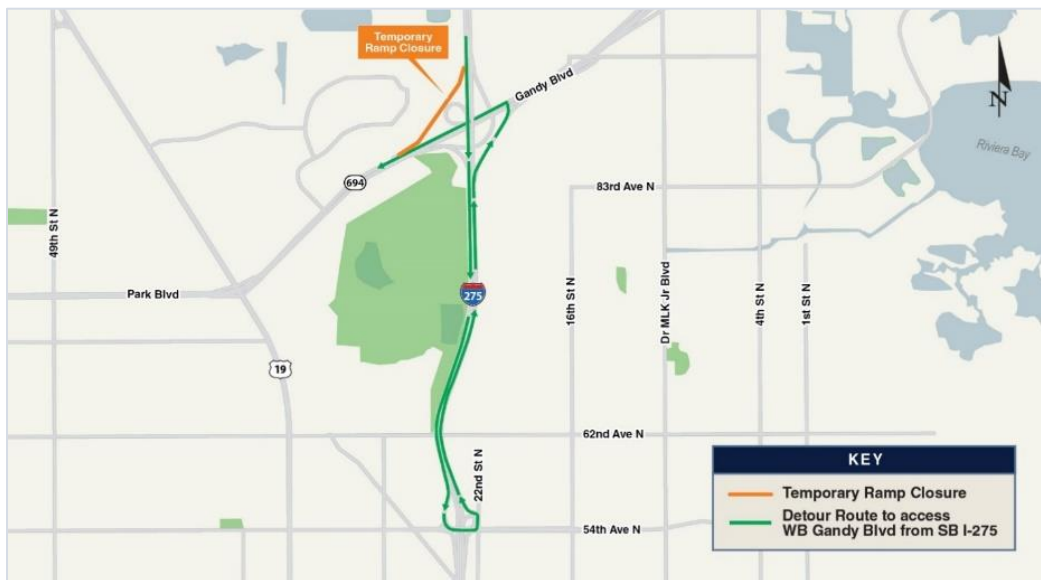 Temporary
Ramp Closure
Gandy Blvd
N
Riviera Bay
694
83rd Ave N
49th St N
Park Blvd
275
16th St N
Dr MLK Jr Blvd
4th St N
1st St N
19
62nd Ave N
22nd St N
54th Ave N
KEY
Temporary Ramp Closure
Detour Route to access
WB Gandy Blvd from SB I-275